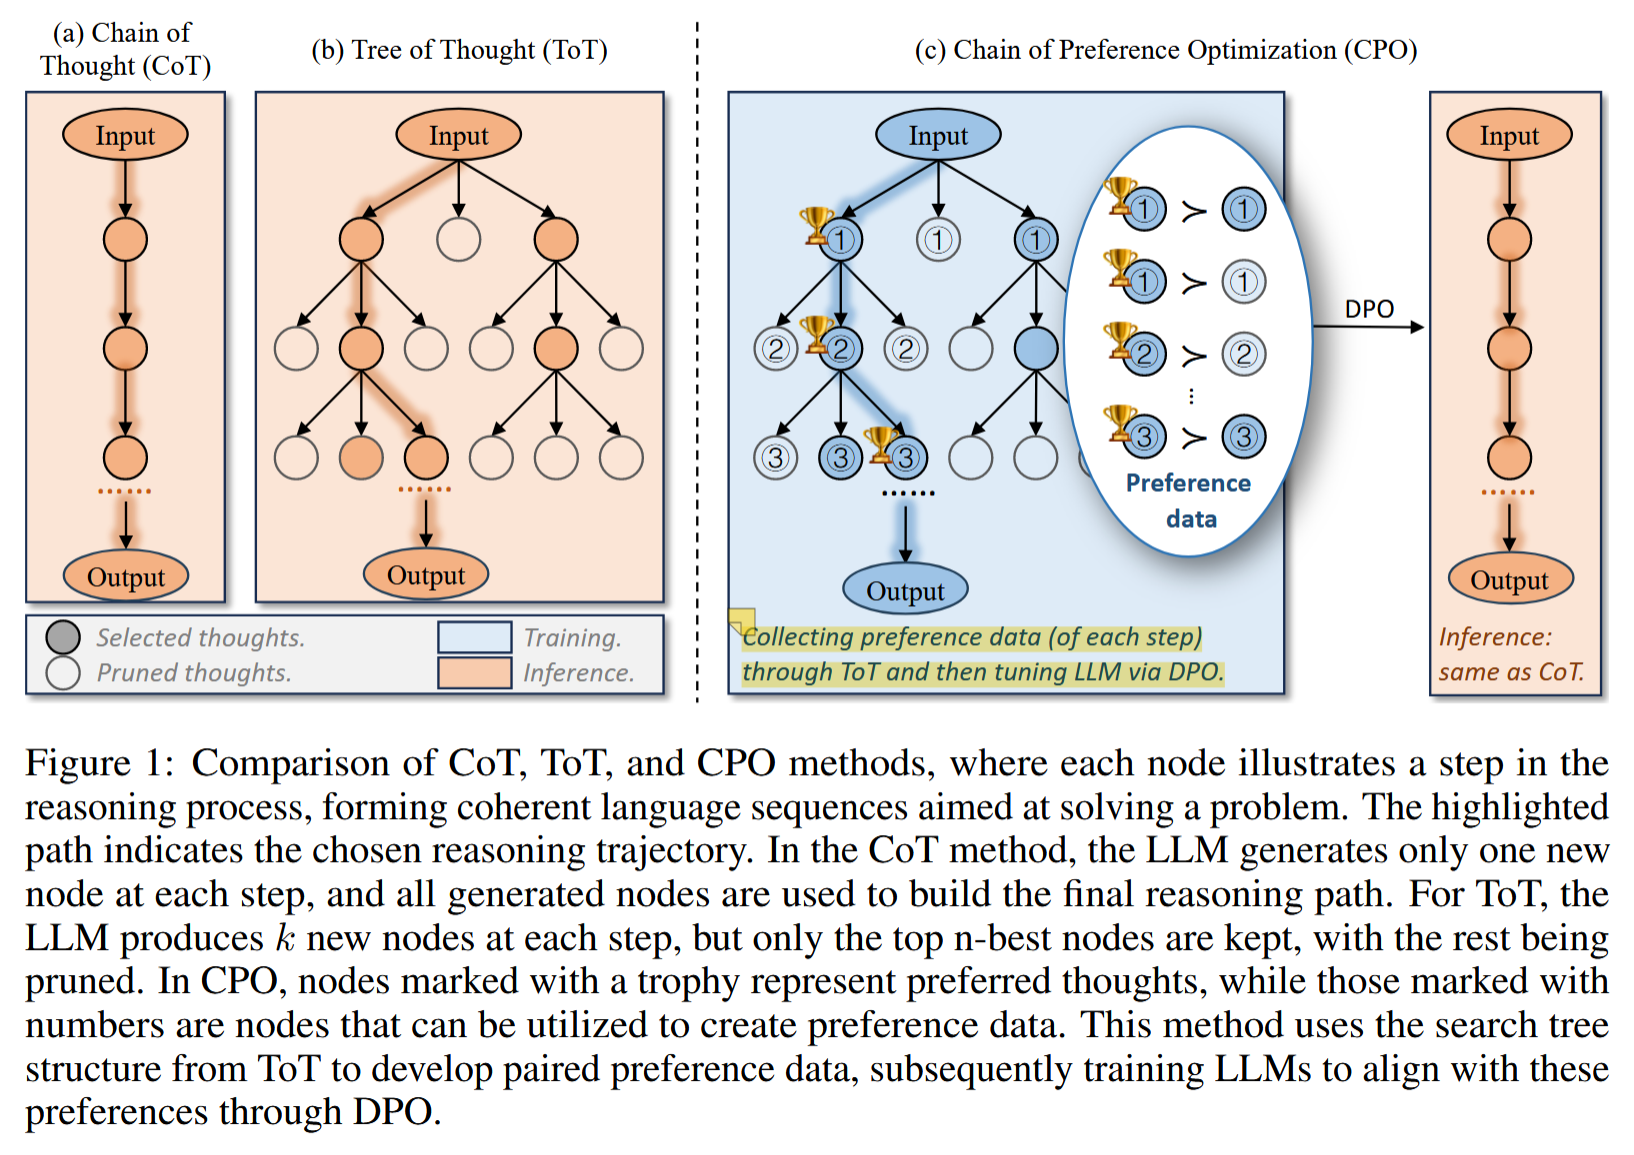 (a) Chain of
Thought (CoT)
(b) Tree of Thought (ToT)
(c) Chain of Preference Optimization (CPO)
Input
Output
Input
Output
Input
①
①
①
②
②
②
③
③
③
Output
① ≻ ①
① ≻ ①
② ≻ ②
⋮
③ ≻ ③
Preference
data
DPO
Input
Output
Selected thoughts.
Pruned thoughts.
Training.
Inference.
Collecting preference data (of each step)
through ToT and then tuning LLM via DPO.
Inference:
same as CoT.
Figure 1: Comparison of CoT, ToT, and CPO methods, where each node illustrates a step in the
reasoning process, forming coherent language sequences aimed at solving a problem. The highlighted
path indicates the chosen reasoning trajectory. In the CoT method, the LLM generates only one new
node at each step, and all generated nodes are used to build the final reasoning path. For ToT, the
LLM produces k new nodes at each step, but only the top n-best nodes are kept, with the rest being
pruned. In CPO, nodes marked with a trophy represent preferred thoughts, while those marked with
numbers are nodes that can be utilized to create preference data. This method uses the search tree
structure from ToT to develop paired preference data, subsequently training LLMs to align with these
preferences through DPO.